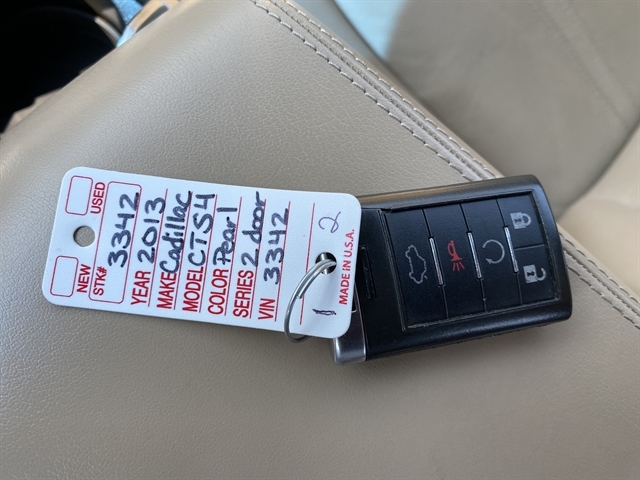 NEW USED
STK# 3342
YEAR 2013
MAKE Cadillac
MODEL CTS4
COLOR Pearl
SERIES 2 door
VIN 3342
1 2
MADE IN U.S.A.